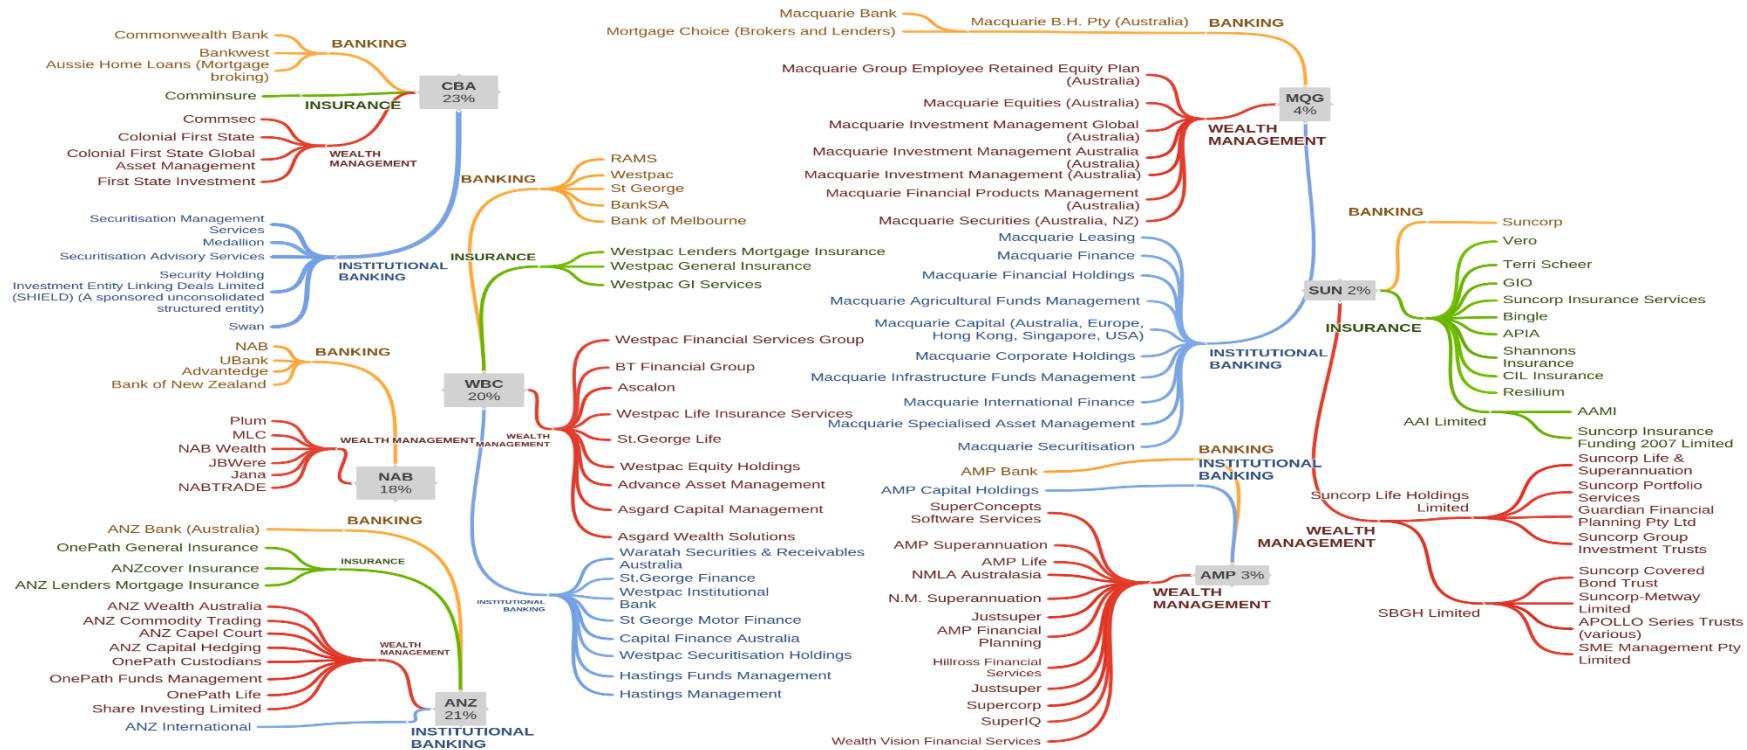 Commonwealth Bank
BANKING
Bankwest
Aussie Home Loans (Mortgage
broking)
CBA
23%
Comminsure
INSURANCE
Commsec
Colonial First State
Colonial First State Global
Asset Management
WEALTH
MANAGEMENT
First State Investment
Securitisation Management
Services
Medallion
Securitisation Advisory Services
INSTITUTIONAL
BANKING
Security Holding
Investment Entity Linking Deals Limited
(SHIELD) (A sponsored unconsolidated
structured entity)
Swan
NAB
BANKING
UBank
Advantedge
Bank of New Zealand
Plum
MLC
WEALTH MANAGEMENT
NAB Wealth
JBWere
Jana
NABTRADE
NAB
18%
ANZ Bank (Australia)
BANKING
OnePath General Insurance
INSURANCE
ANZcover Insurance
ANZ Lenders Mortgage Insurance
ANZ Wealth Australia
ANZ Commodity Trading
ANZ Capel Court
WEALTH
MANAGEMENT
ANZ Capital Hedging
OnePath Custodians
OnePath Funds Management
OnePath Life
Share Investing Limited
ANZ
21%
ANZ International
INSTITUTIONAL
BANKING
RAMS
BANKING
Westpac
St George
BankSA
Bank of Melbourne
Westpac Lenders Mortgage Insurance
INSURANCE
Westpac General Insurance
Westpac GI Services
WBC
20%
Westpac Financial Services Group
BT Financial Group
Ascalon
Westpac Life Insurance Services
WEALTH
MANAGEMENT
St.George Life
Westpac Equity Holdings
Advance Asset Management
Asgard Capital Management
Asgard Wealth Solutions
Waratah Securities & Receivables
Australia
St.George Finance
Westpac Institutional
Bank
INSTITUTIONAL
BANKING
St George Motor Finance
Capital Finance Australia
Westpac Securitisation Holdings
Hastings Funds Management
Hastings Management
Macquarie Bank
Macquarie B.H. Pty (Australia)
BANKING
Mortgage Choice (Brokers and Lenders)
Macquarie Group Employee Retained Equity Plan
(Australia)
MQG
4%
Macquarie Equities (Australia)
Macquarie Investment Management Global
(Australia)
WEALTH
MANAGEMENT
Macquarie Investment Management Australia
(Australia)
Macquarie Investment Management (Australia)
Macquarie Financial Products Management
(Australia)
Macquarie Securities (Australia, NZ)
Macquarie Leasing
Macquarie Finance
Macquarie Financial Holdings
Macquarie Agricultural Funds Management
Macquarie Capital (Australia, Europe,
Hong Kong, Singapore, USA)
INSTITUTIONAL
BANKING
Macquarie Corporate Holdings
Macquarie Infrastructure Funds Management
Macquarie International Finance
Macquarie Specialised Asset Management
Macquarie Securitisation
BANKING
AMP Bank
INSTITUTIONAL
BANKING
AMP Capital Holdings
SuperConcepts
Software Services
AMP Superannuation
AMP Life
NMLA Australasia
AMP 3%
WEALTH
MANAGEMENT
N.M. Superannuation
Justsuper
AMP Financial
Planning
Hillross Financial
Services
Justsuper
Supercorp
SuperIQ
Wealth Vision Financial Services
BANKING
Suncorp
SUN 2%
Vero
Terri Scheer
GIO
Suncorp Insurance Services
Bingle
INSURANCE
APIA
Shannons
Insurance
CIL Insurance
Resilium
AAI Limited
AAMI
Suncorp Insurance
Funding 2007 Limited
Suncorp Life &
Superannuation
Suncorp Life Holdings
Limited
Suncorp Portfolio
Services
Guardian Financial
Planning Pty Ltd
WEALTH
MANAGEMENT
Suncorp Group
Investment Trusts
Suncorp Covered
Bond Trust
Suncorp-Metway
Limited
SBGH Limited
APOLLO Series Trusts
(various)
SME Management Pty
Limited